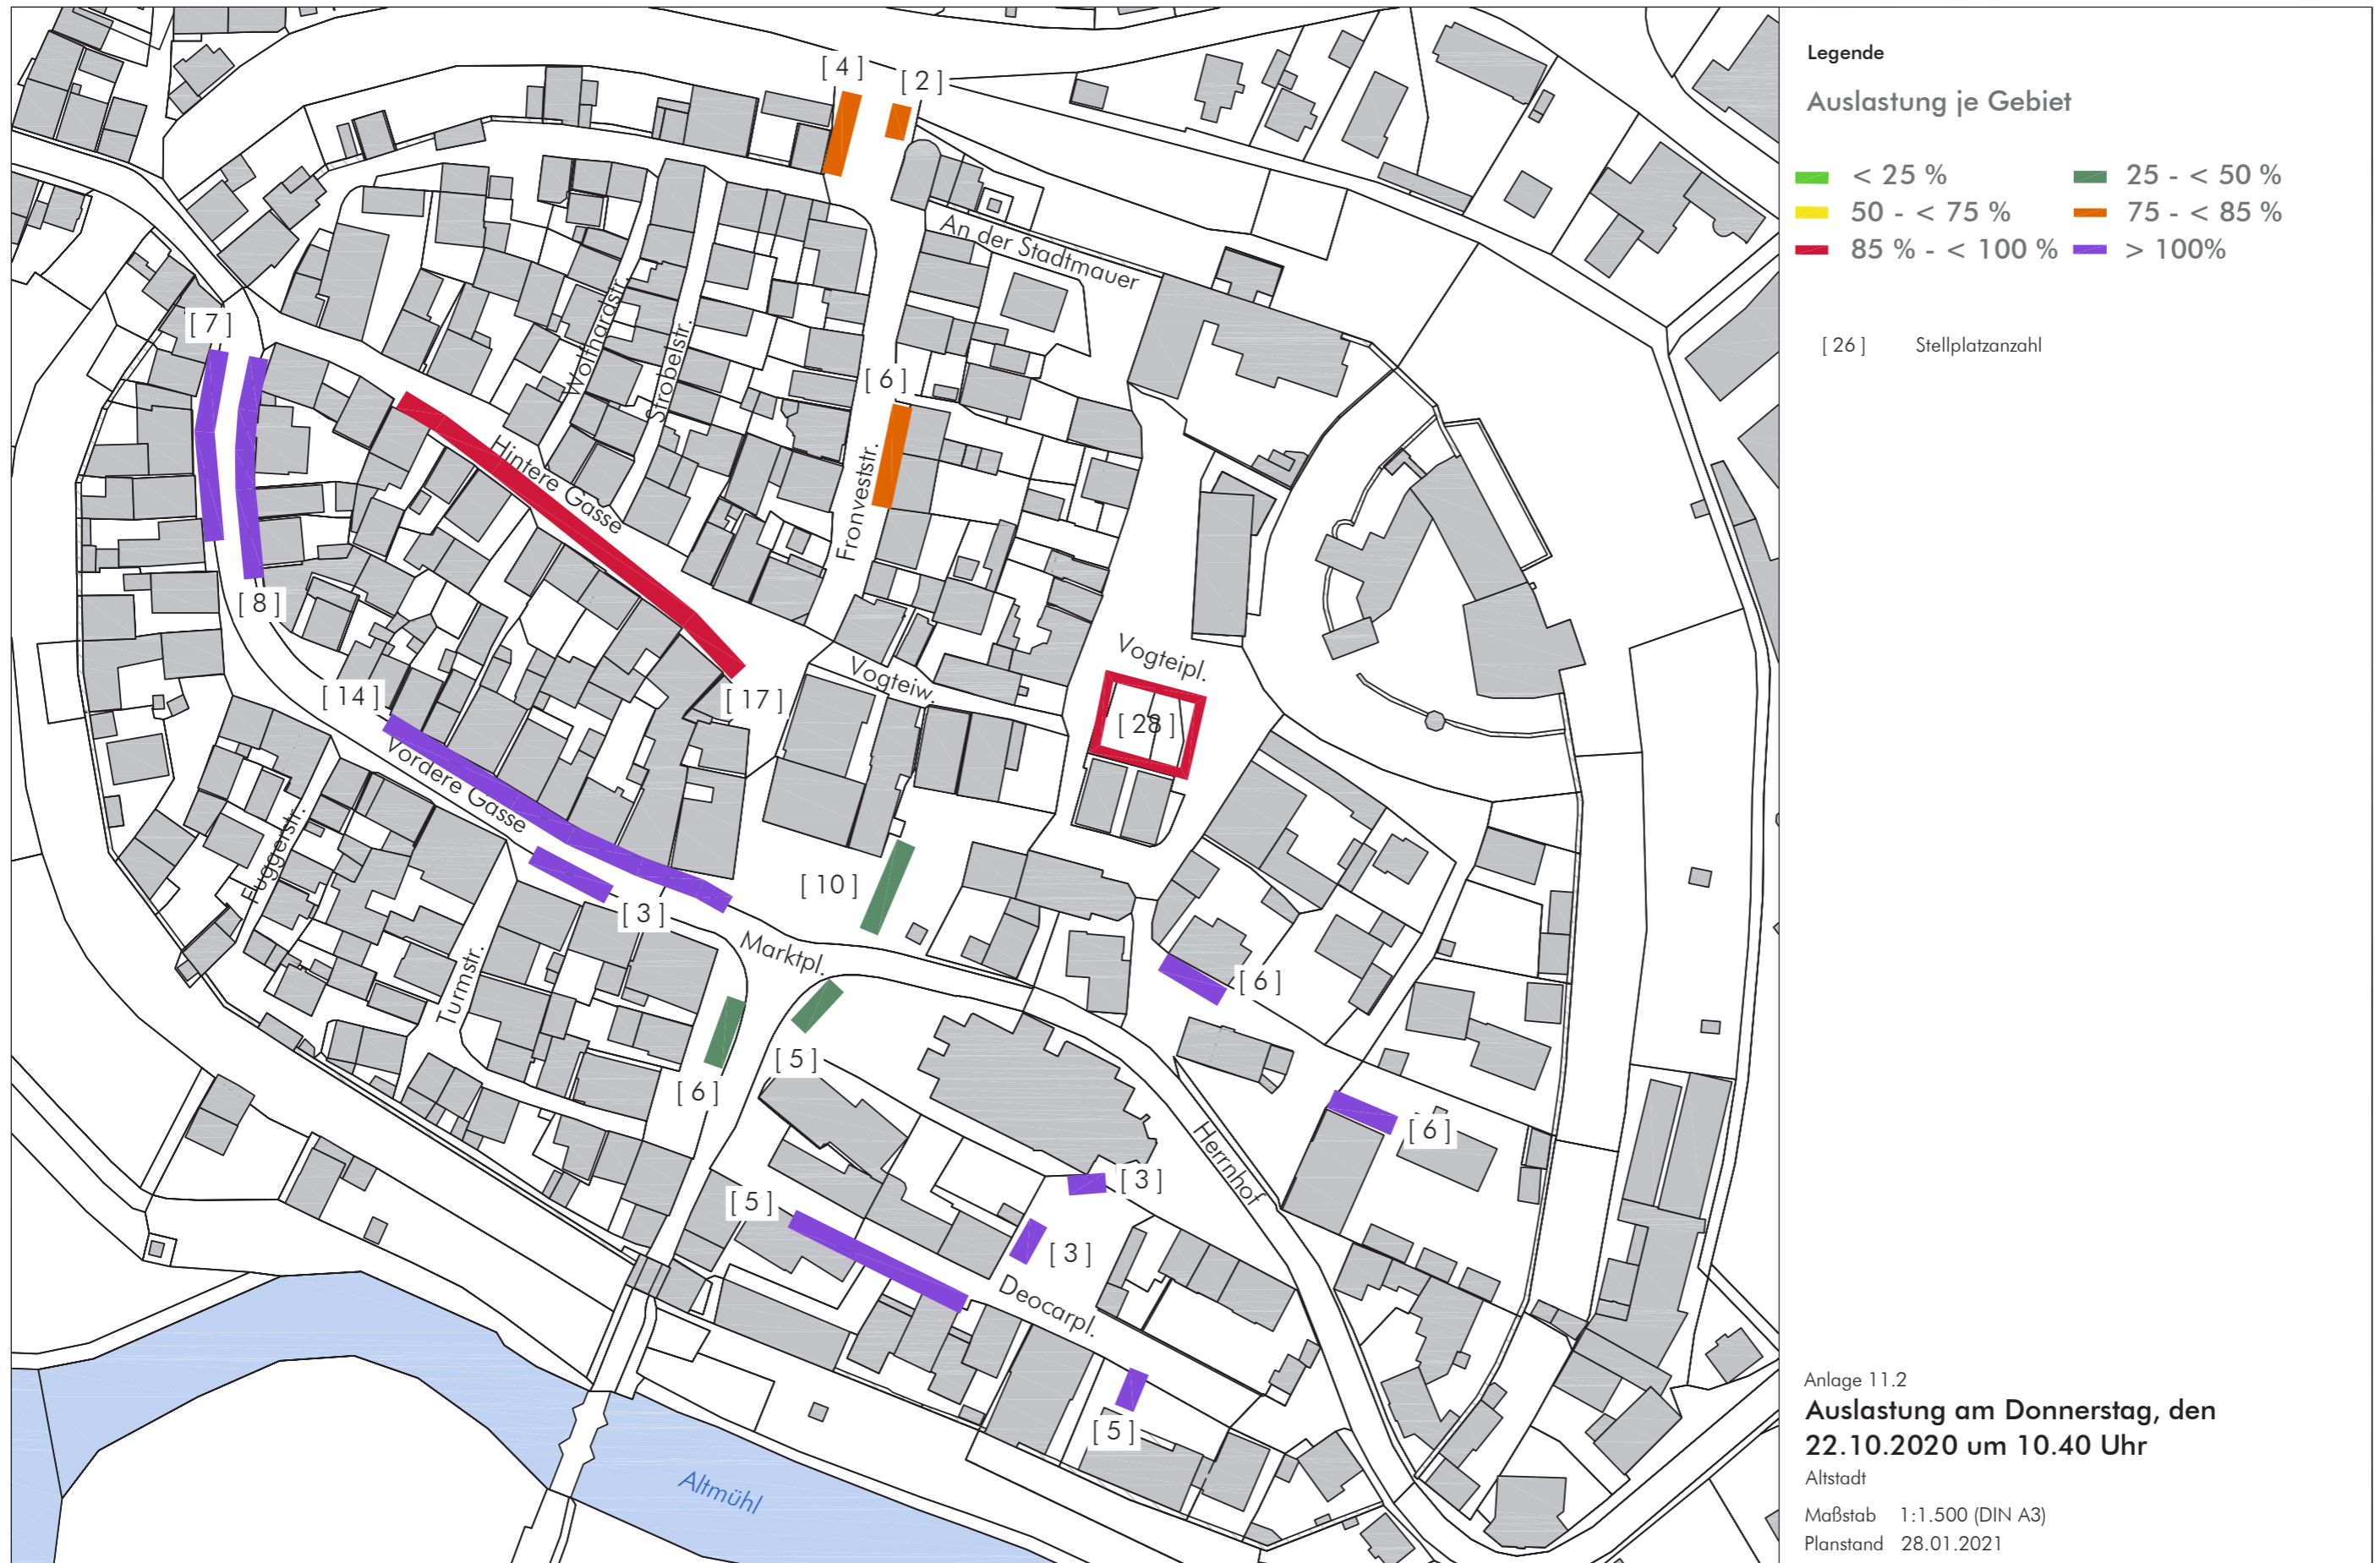 [ 4 ]
[ 2 ]
An der Stadtmauer
[ 7 ]
Wolfhardstr.
Strobelstr.
[ 6 ]
Hintere Gasse
Fronveststr.
[ 8 ]
Vogteipl.
Vogteiw.
[ 14 ]
[ 17 ]
[ 28 ]
Vordere Gasse
Fuggerstr.
[ 10 ]
[ 3 ]
Marktpl.
Turmstr.
[ 6 ]
[ 5 ]
[ 6 ]
[ 6 ]
Herrnhof
[ 3 ]
[ 5 ]
[ 3 ]
Deocarpl.
[ 5 ]
Altmühl
Legende
Auslastung je Gebiet
< 25 %
25 - < 50 %
50 - < 75 %
75 - < 85 %
85 % - < 100 %
> 100%
[ 26 ] Stellplatzanzahl
Anlage 11.2
Auslastung am Donnerstag, den
22.10.2020 um 10.40 Uhr
Altstadt
Maßstab 1:1.500 (DIN A3)
Planstand 28.01.2021